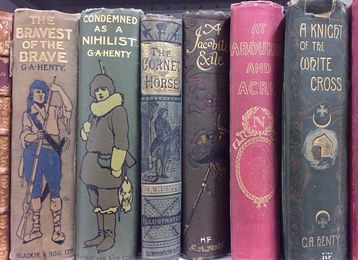 THE
BRAVEST
OF THE
BRAVE
G·A·HENTY.
BLACKIE & SON. LTD
CONDEMNED
AS A
NIHILIST
G·A·HENTY
THE
CORNET
OF
HORSE
G.A. HENTY
ILLUSTRATED
A
Jacobite
Exile
G.A. Henty
H.F.
AT
ABOUKIR
AND
ACRE
N
A KNIGHT
OF THE
WHITE
CROSS
G.A. HENTY